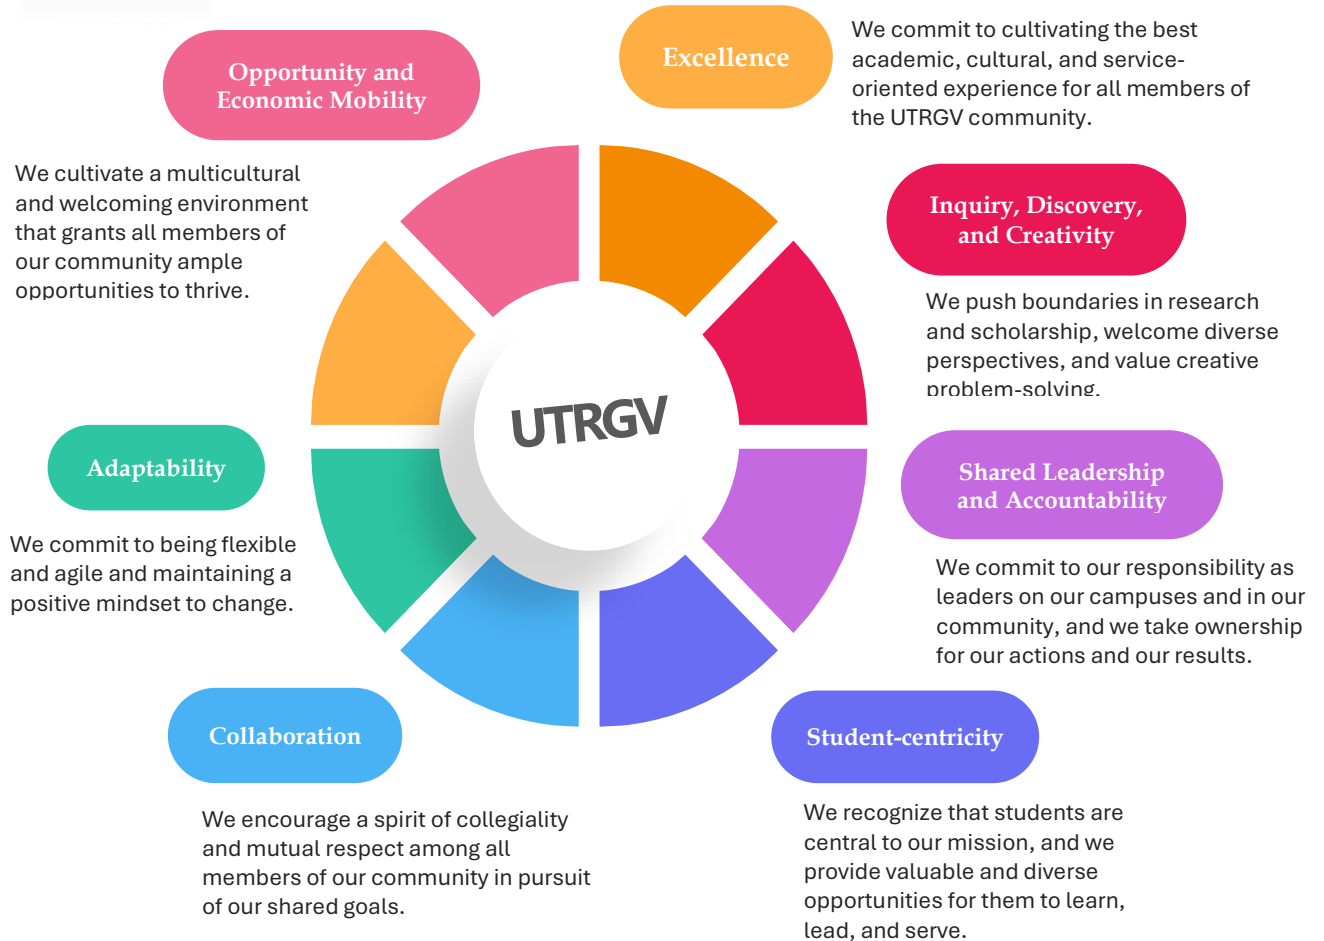 Opportunity and
Economic Mobility
We cultivate a multicultural
and welcoming environment
that grants all members of
our community ample
opportunities to thrive.
Excellence
We commit to cultivating the best
academic, cultural, and service-
oriented experience for all members of
the UTRGV community.
Inquiry, Discovery,
and Creativity
We push boundaries in research
and scholarship, welcome diverse
perspectives, and value creative
problem-solving.
UTRGV
Adaptability
We commit to being flexible
and agile and maintaining a
positive mindset to change.
Shared Leadership
and Accountability
We commit to our responsibility as
leaders on our campuses and in our
community, and we take ownership
for our actions and our results.
Collaboration
We encourage a spirit of collegiality
and mutual respect among all
members of our community in pursuit
of our shared goals.
Student-centricity
We recognize that students are
central to our mission, and we
provide valuable and diverse
opportunities for them to learn,
lead, and serve.